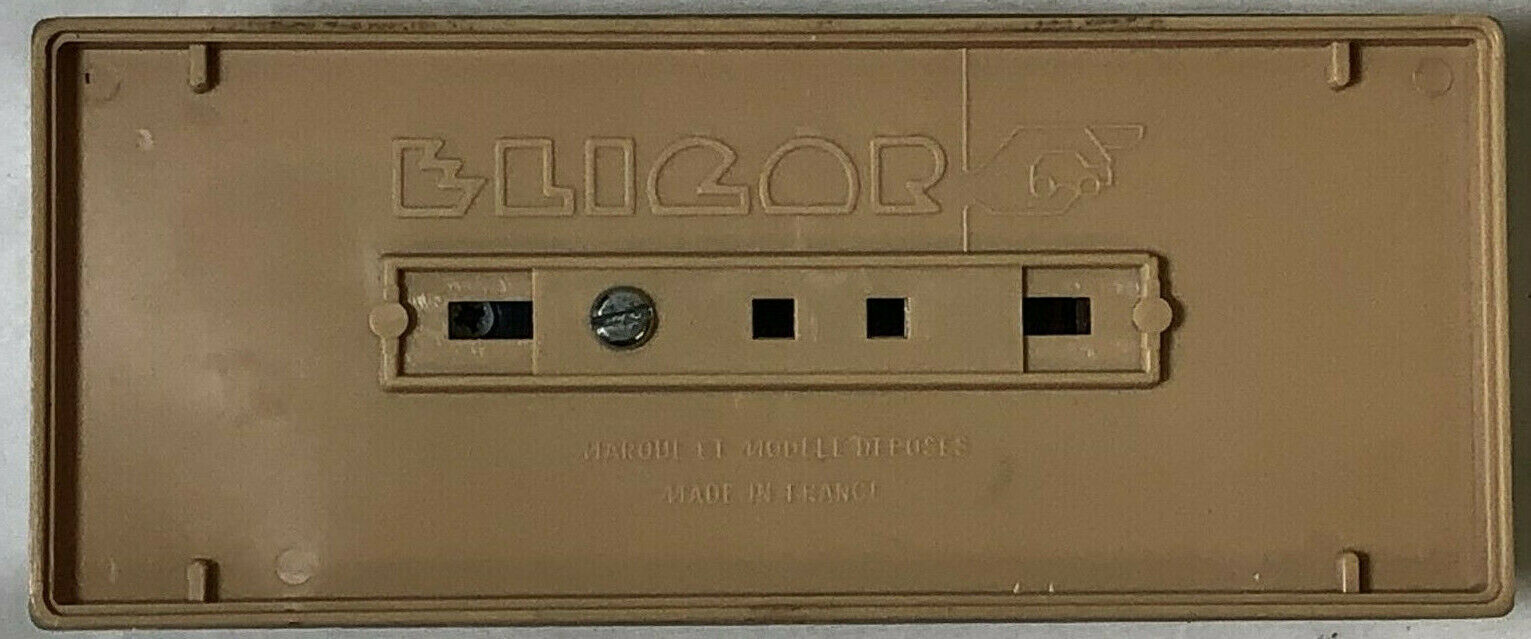 ELIGOR
MARQUE ET MODELE DEPOSES
MADE IN FRANCE